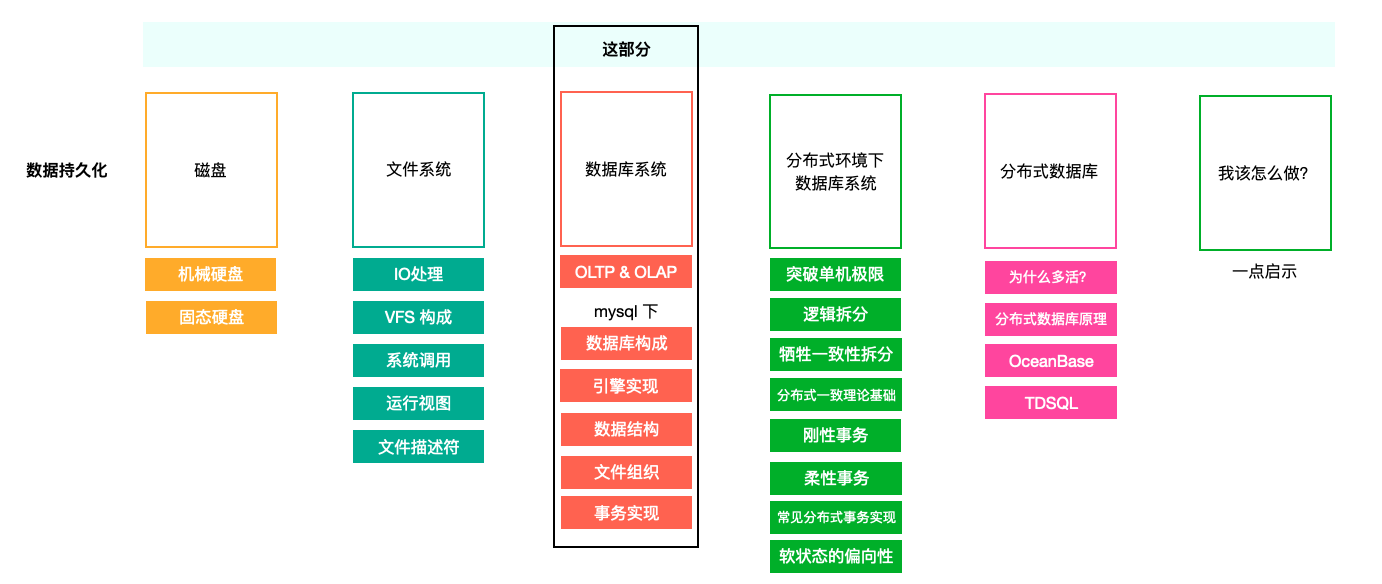 这部分
数据持久化
磁盘
机械硬盘
固态硬盘
文件系统
IO处理
VFS 构成
系统调用
运行视图
文件描述符
数据库系统
OLTP & OLAP
mysql 下
数据库构成
引擎实现
数据结构
文件组织
事务实现
分布式环境下
数据库系统
突破单机极限
逻辑拆分
牺牲一致性拆分
分布式一致理论基础
刚性事务
柔性事务
常见分布式事务实现
软状态的偏向性
分布式数据库
为什么多活?
分布式数据库原理
OceanBase
TDSQL
我该怎么做?
一点启示